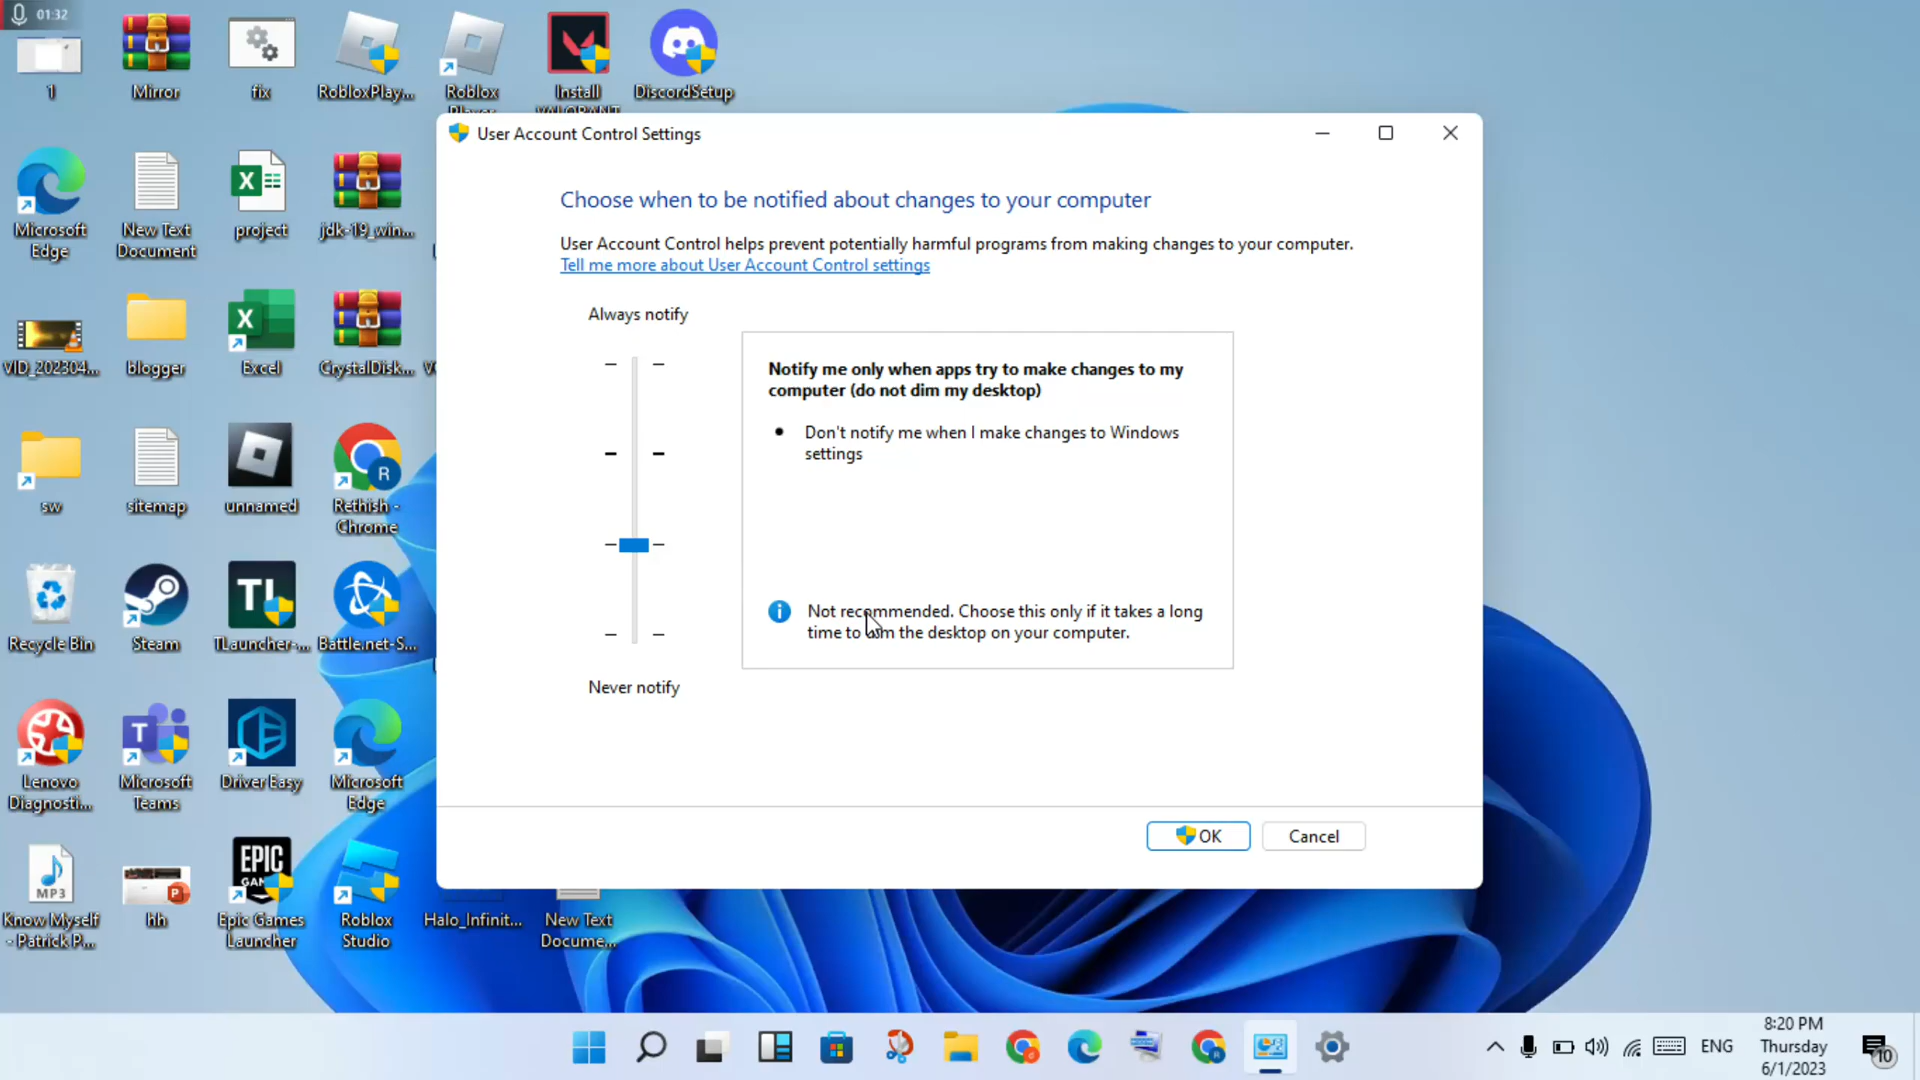 01:32
1
Mirror
fix
RobloxPlay...
Roblox
Player
Install
VALORANT
DiscordSetup
User Account Control Settings
Choose when to be notified about changes to your computer
User Account Control helps prevent potentially harmful programs from making changes to your computer.
Tell me more about User Account Control settings
Always notify
Notify me only when apps try to make changes to my
computer (do not dim my desktop)
Don't notify me when I make changes to Windows
settings
Not recommended. Choose this only if it takes a long
time to dim the desktop on your computer.
Never notify
OK
Cancel
Microsoft
Edge
New Text
Document
project
jdk-19_win...
VID_202304...
blogger
Excel
CrystalDisk...
sw
sitemap
unnamed
R
Rethish -
Chrome
Recycle Bin
Steam
TL
TLauncher-...
Battle.net-S...
Lenovo
Diagnosti...
Microsoft
Teams
Driver Easy
Microsoft
Edge
MP3
Know Myself
- Patrick P...
hh
EPIC
GAMES
Epic Games
Launcher
Roblox
Studio
Halo_Infinit...
New Text
Docume...
ENG
8:20 PM
Thursday
6/1/2023
10